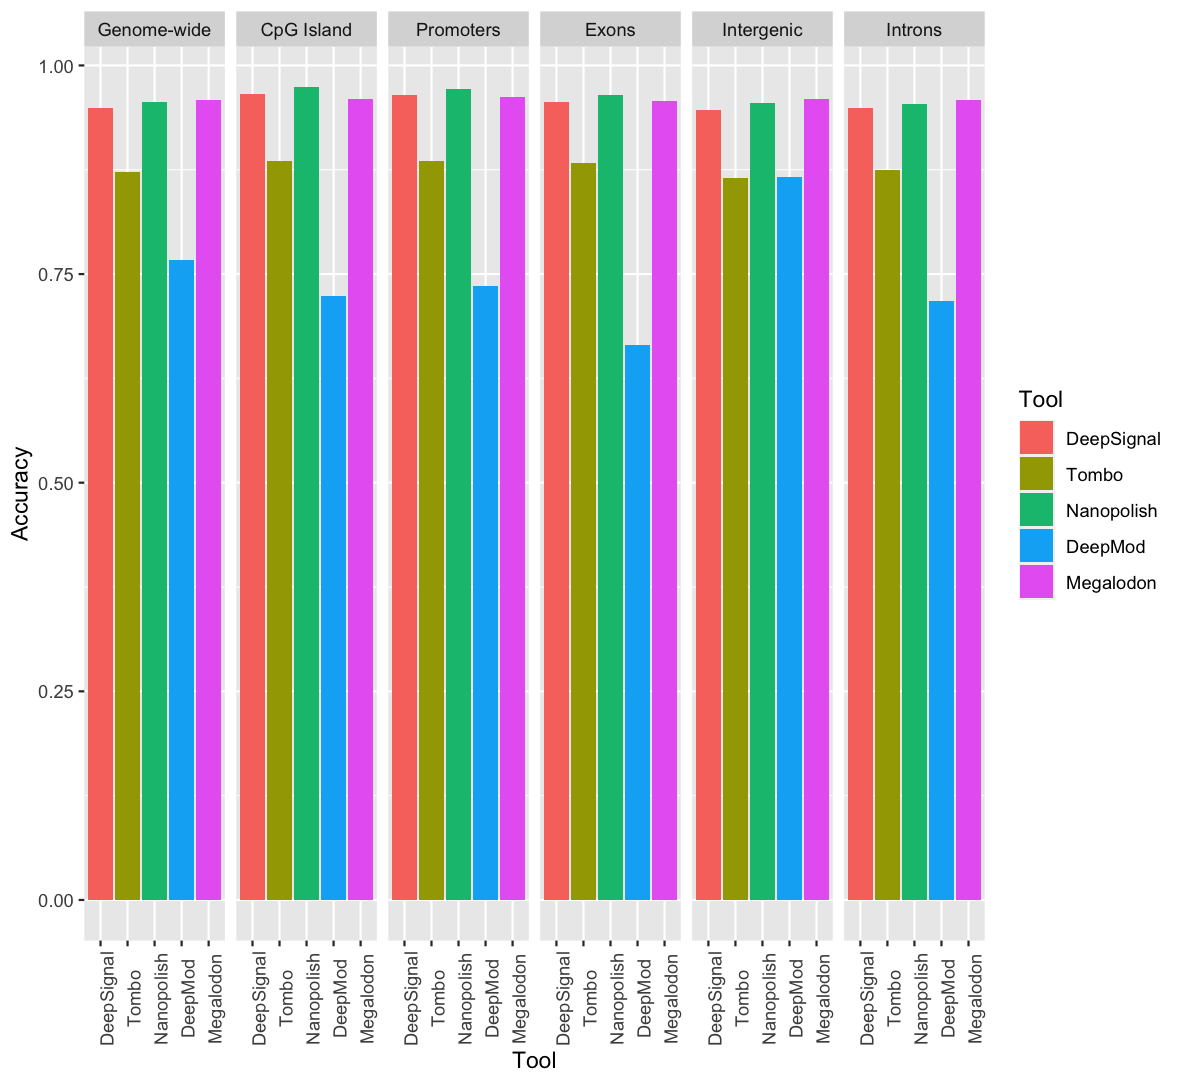 Genome-wide CpG Island Promoters Exons Intergenic Introns
1.00
0.75
0.50
0.25
0.00
Accuracy
DeepSignal Tombo Nanopolish DeepMod Megalodon DeepSignal Tombo Nanopolish DeepMod Megalodon DeepSignal Tombo Nanopolish DeepMod Megalodon DeepSignal Tombo Nanopolish DeepMod Megalodon DeepSignal Tombo Nanopolish DeepMod Megalodon DeepSignal Tombo Nanopolish DeepMod Megalodon
Tool
Tool
DeepSignal
Tombo
Nanopolish
DeepMod
Megalodon